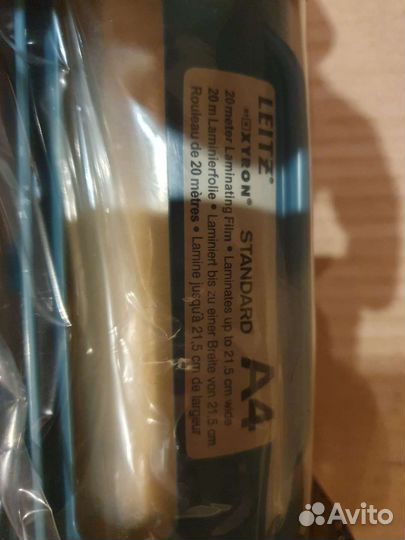 LEITZ®
XYRON® STANDARD A4
20 meter Laminating Film • Laminates up to 21.5 cm wide
20 m Laminierfolie • Laminiert bis zu einer Breite von 21.5 cm
Rouleau de 20 mètres • Lamine jusqu'à 21.5 cm de largeur
Avito